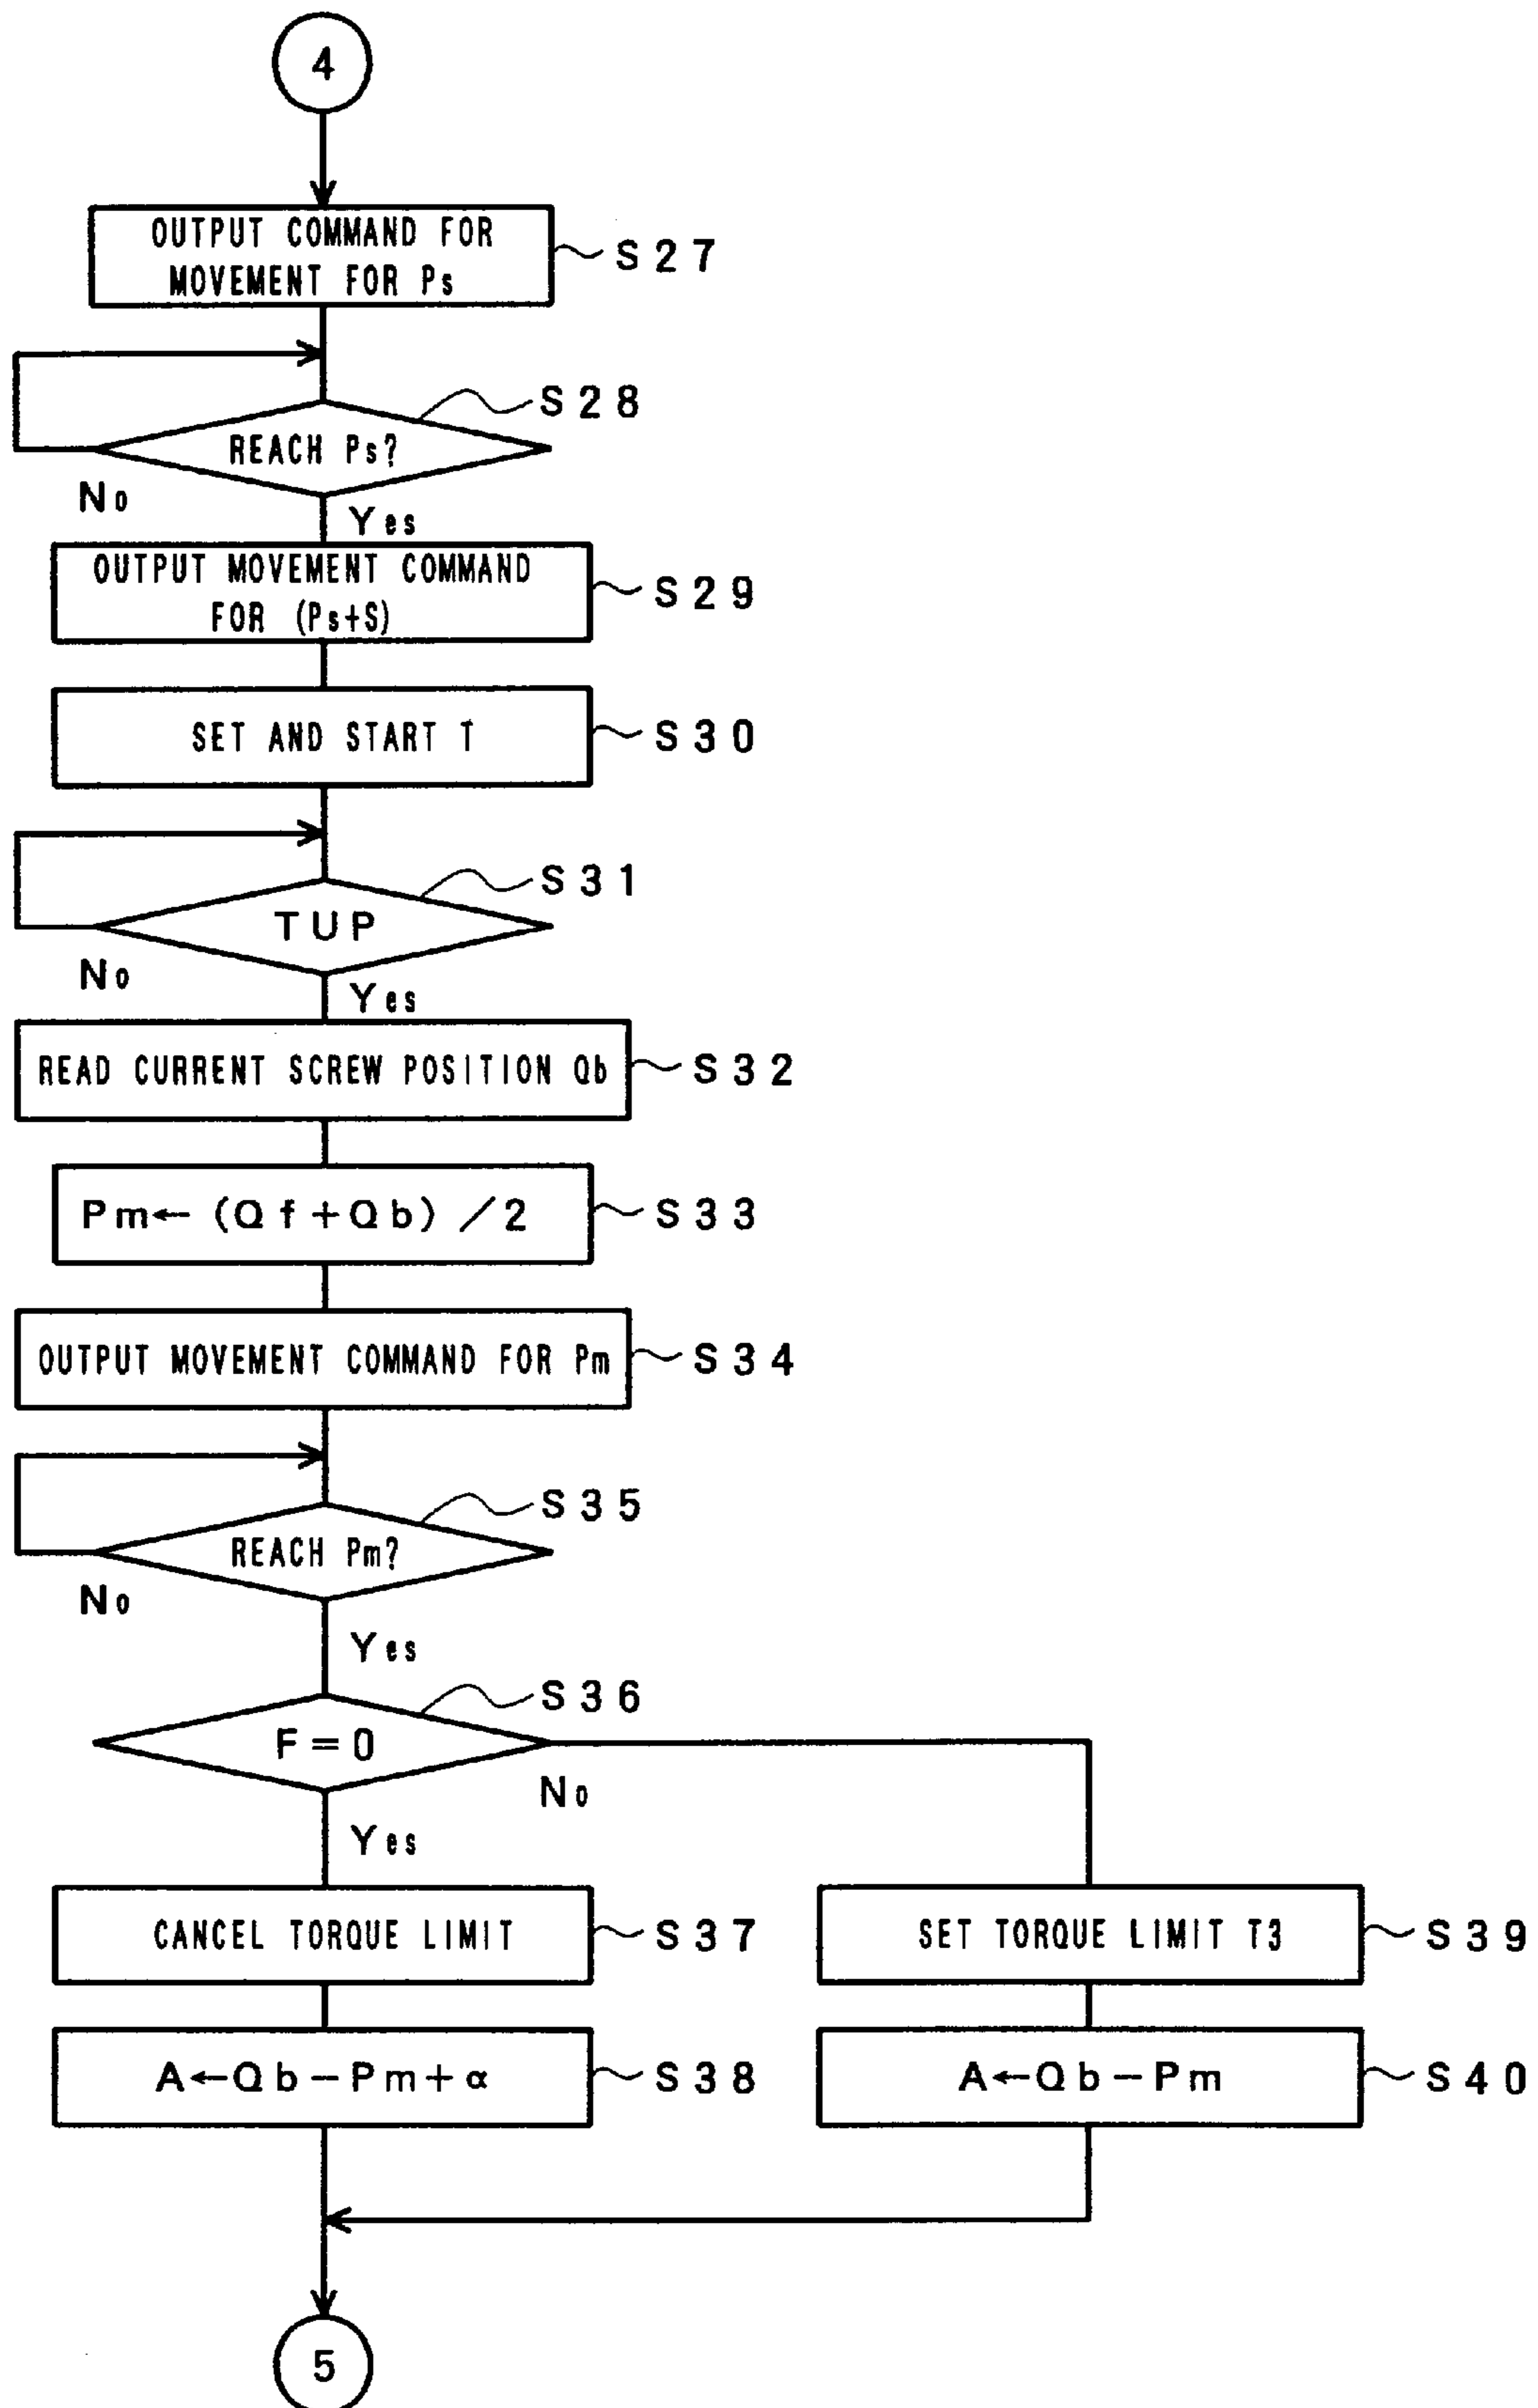 4
OUTPUT COMMAND FOR
MOVEMENT FOR Ps
S27
S28
REACH Ps?
No
Yes
OUTPUT MOVEMENT COMMAND
FOR (Ps+S)
S29
SET AND START T
S30
S31
TUP
No
Yes
READ CURRENT SCREW POSITION Qb
S32
Pm← (Qf+Qb) /2
S33
OUTPUT MOVEMENT COMMAND FOR Pm
S34
S35
REACH Pm?
No
Yes
S36
F=0
No
Yes
CANCEL TORQUE LIMIT
S37
SET TORQUE LIMIT T3
S39
A←Qb-Pm+α
S38
A←Qb-Pm
S40
5